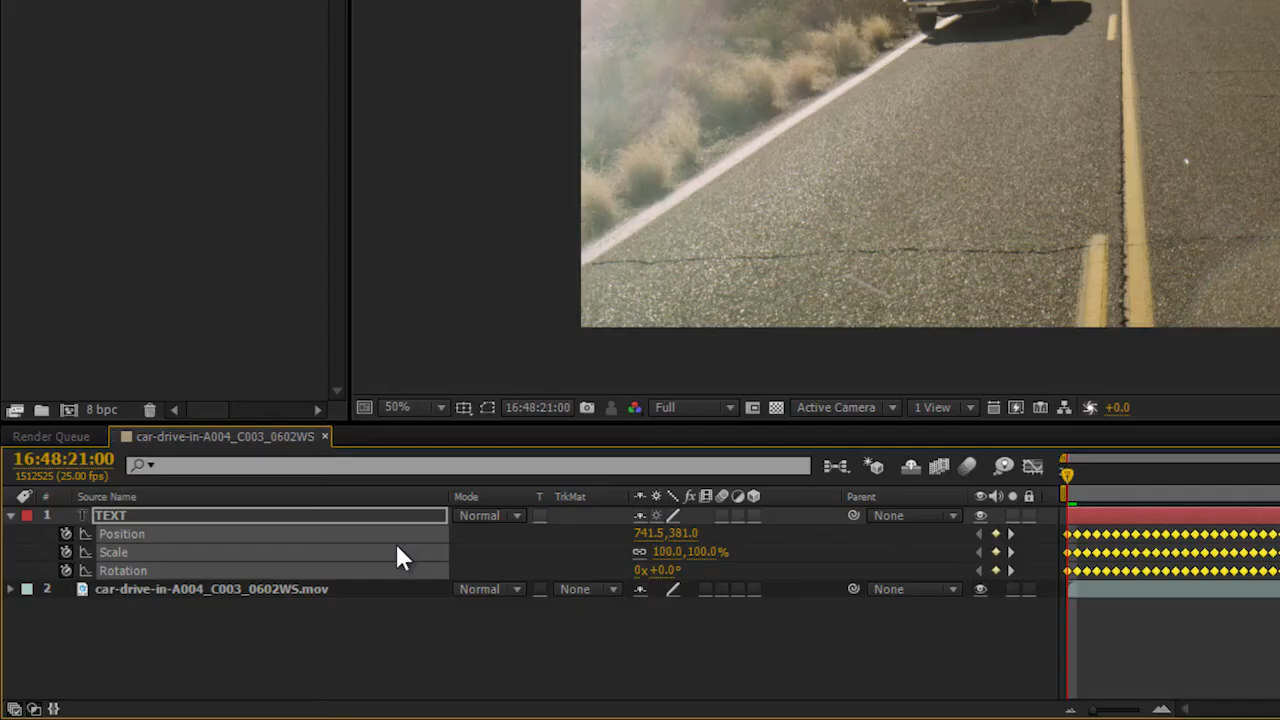 8 bpc
50%
16:48:21:00
Full
Active Camera
1 View
+0.0
Render Queue
car-drive-in-A004_C003_0602WS ×
16:48:21:00
1512525 (25.00 fps)
# Source Name Mode T TrkMat fx Parent
1 T TEXT Normal None
Position 741.5,381.0
Scale 100.0,100.0%
Rotation 0x+0.0°
2 car-drive-in-A004_C003_0602WS.mov Normal None None